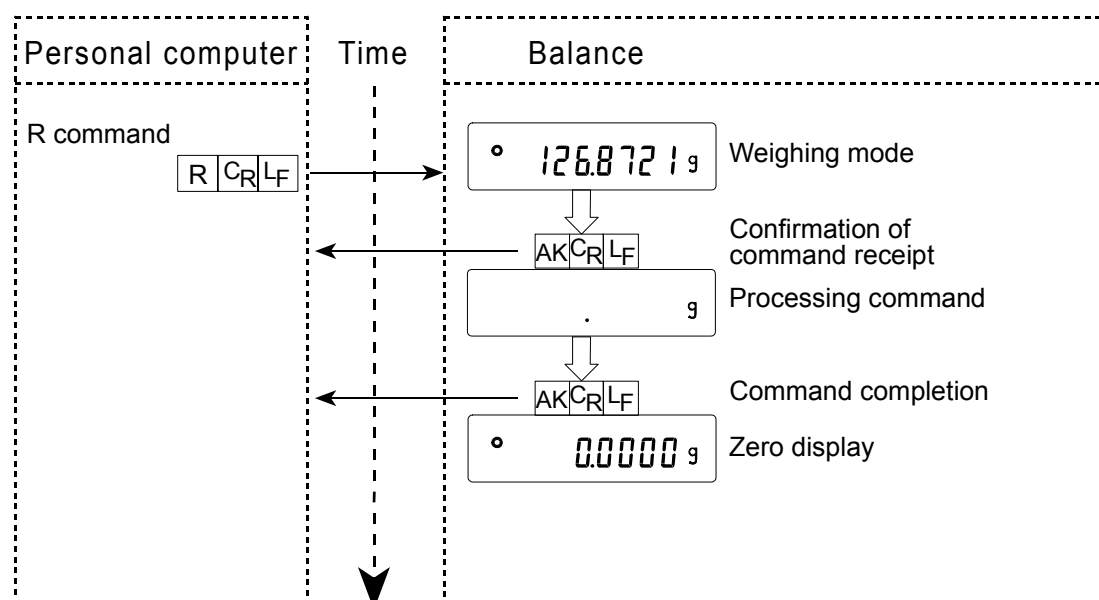 Personal computer
Time
Balance
R command
R CR LF
126.8721 g
Weighing mode
AK CR LF
Confirmation of
command receipt
. g
Processing command
AK CR LF
Command completion
0.0000 g
Zero display